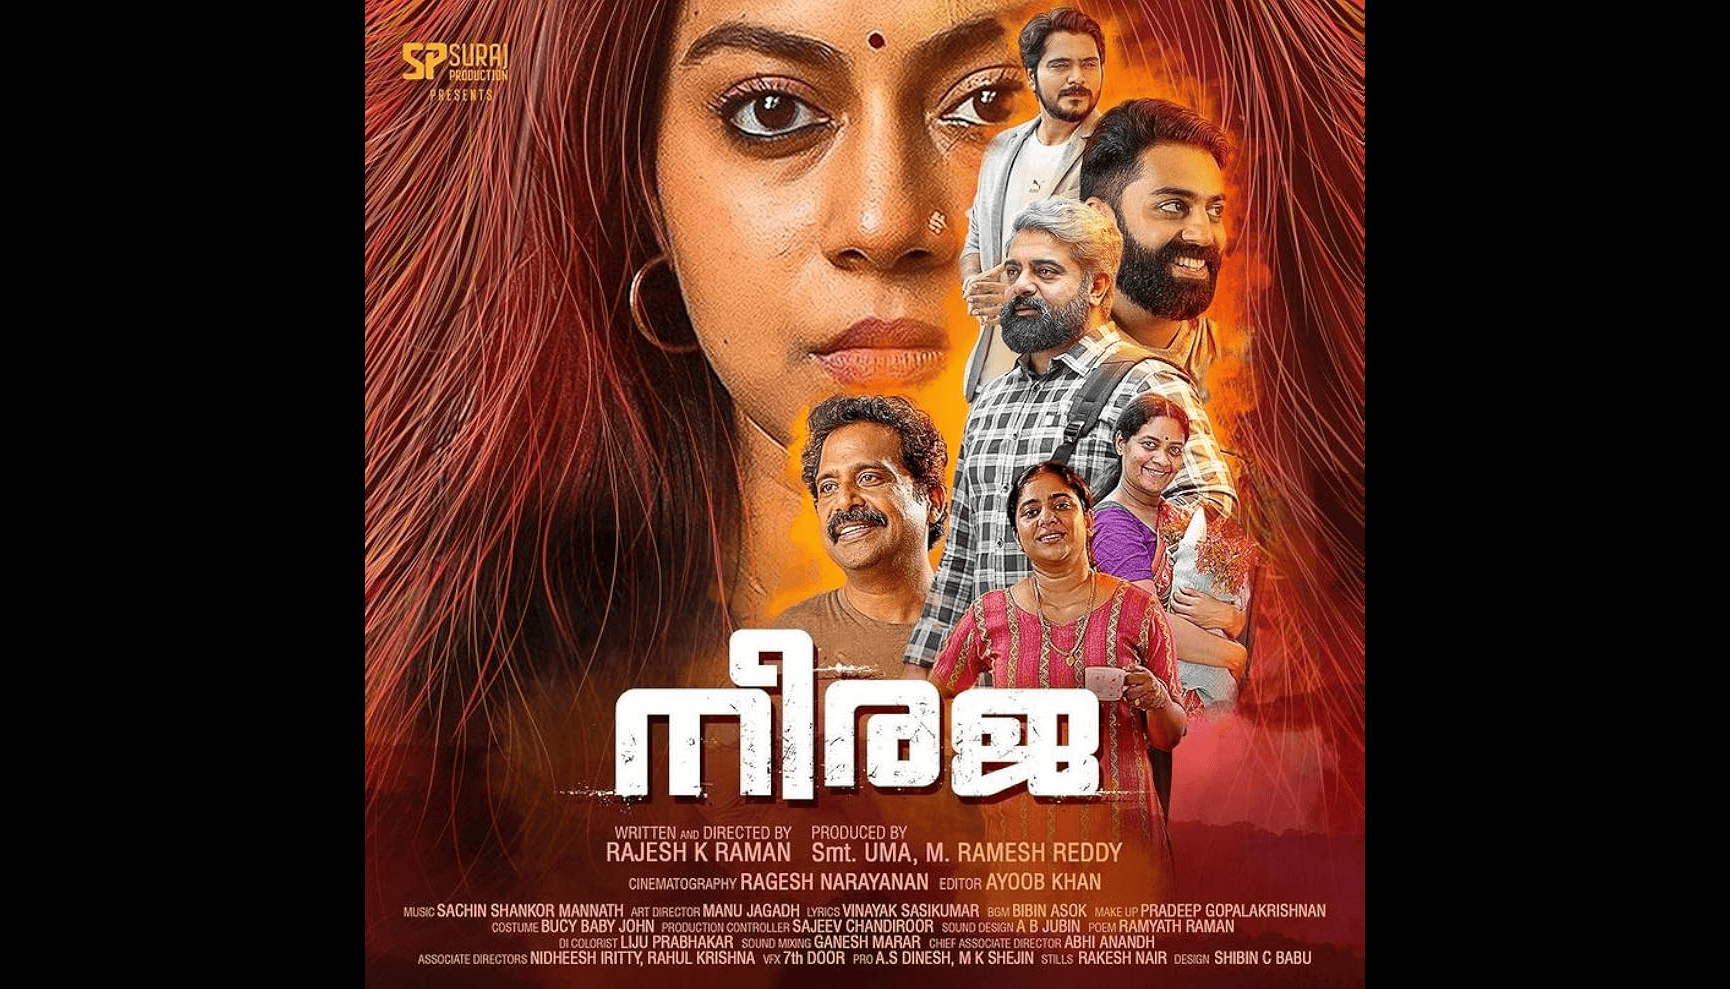 SP SURAJ
PRODUCTION
PRESENTS
നീരജ
WRITTEN AND DIRECTED BY PRODUCED BY
RAJESH K RAMAN Smt. UMA, M. RAMESH REDDY
CINEMATOGRAPHY RAGESH NARAYANAN EDITOR AYOOB KHAN
MUSIC SACHIN SHANKOR MANNATH ART DIRECTOR MANU JAGADH LYRICS VINAYAK SASIKUMAR BGM BIBIN ASOK MAKE UP PRADEEP GOPALAKRISHNAN
COSTUME BUCY BABY JOHN PRODUCTION CONTROLLER SAJEEV CHANDIROOR SOUND DESIGN A B JUBIN POEM RAMYATH RAMAN
DI COLORIST LIJU PRABHAKAR SOUND MIXING GANESH MARAR CHIEF ASSOCIATE DIRECTOR ABHI ANANDH
ASSOCIATE DIRECTORS NIDHEESH IRITTY, RAHUL KRISHNA VFX 7th DOOR PRO A.S DINESH, M K SHEJIN STILLS RAKESH NAIR DESIGN SHIBIN C BABU